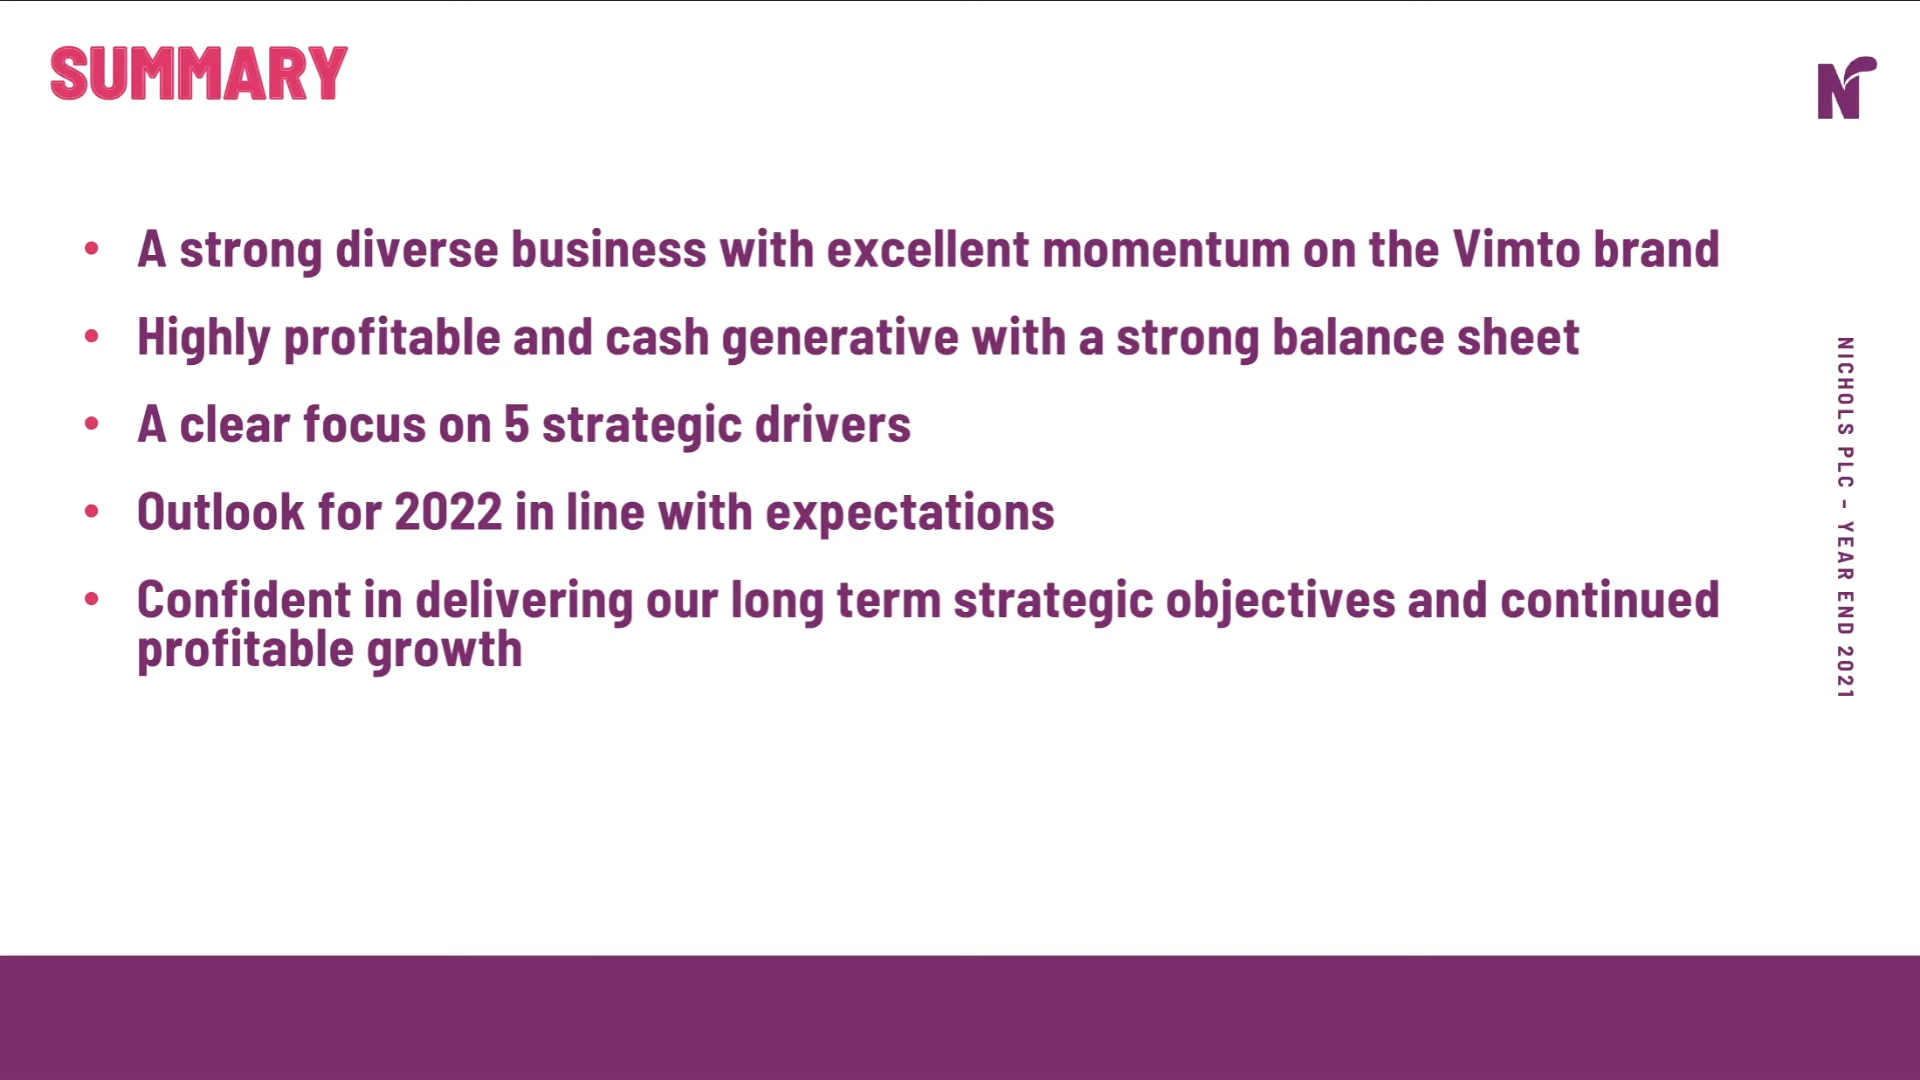 SUMMARY
N
• A strong diverse business with excellent momentum on the Vimto brand
• Highly profitable and cash generative with a strong balance sheet
• A clear focus on 5 strategic drivers
• Outlook for 2022 in line with expectations
• Confident in delivering our long term strategic objectives and continued
profitable growth
NICHOLS PLC – YEAR END 2021